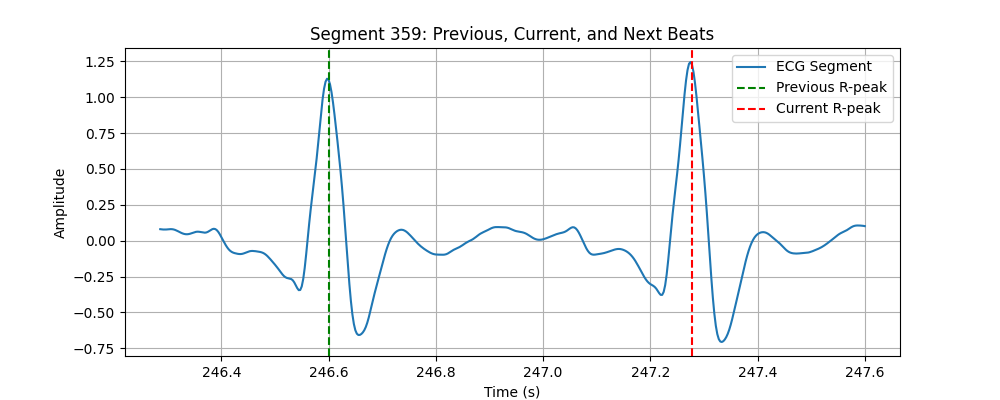 Segment 359: Previous, Current, and Next Beats
1.25
1.00
0.75
0.50
0.25
0.00
−0.25
−0.50
−0.75
Amplitude
ECG Segment
Previous R-peak
Current R-peak
246.4 246.6 246.8 247.0 247.2 247.4 247.6
Time (s)